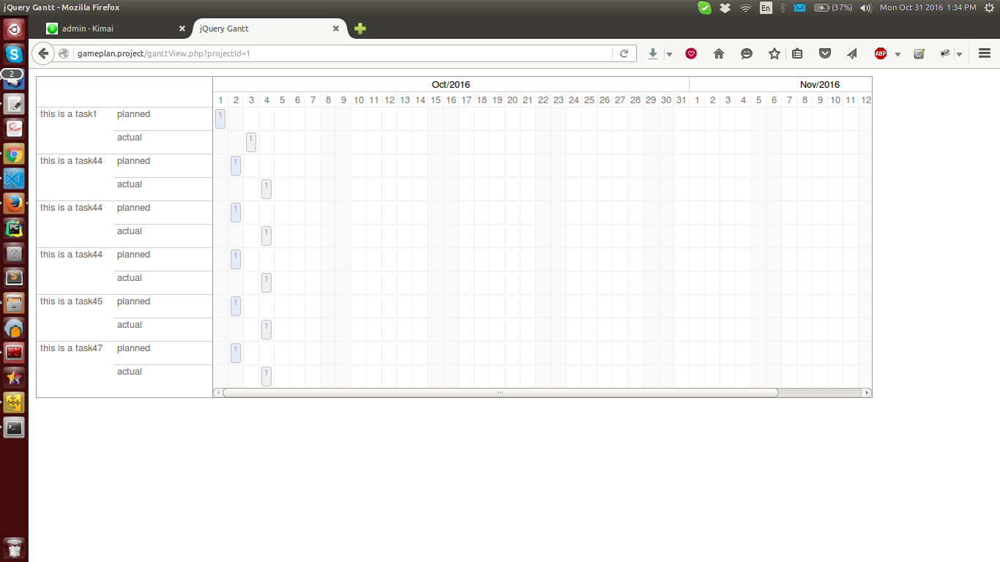 jQuery Gantt - Mozilla Firefox
En
(37%)
Mon Oct 31 2016 1:34 PM
admin - Kimai
jQuery Gantt
gameplan.project/ganttView.php?projectId=1
ABP
Se
2
PC
Oct/2016 Nov/2016
1 2 3 4 5 6 7 8 9 10 11 12 13 14 15 16 17 18 19 20 21 22 23 24 25 26 27 28 29 30 31 1 2 3 4 5 6 7 8 9 10 11 12
this is a task1 planned 1
actual 1
this is a task44 planned 1
actual 1
this is a task44 planned 1
actual 1
this is a task44 planned 1
actual 1
this is a task45 planned 1
actual 1
this is a task47 planned 1
actual 1